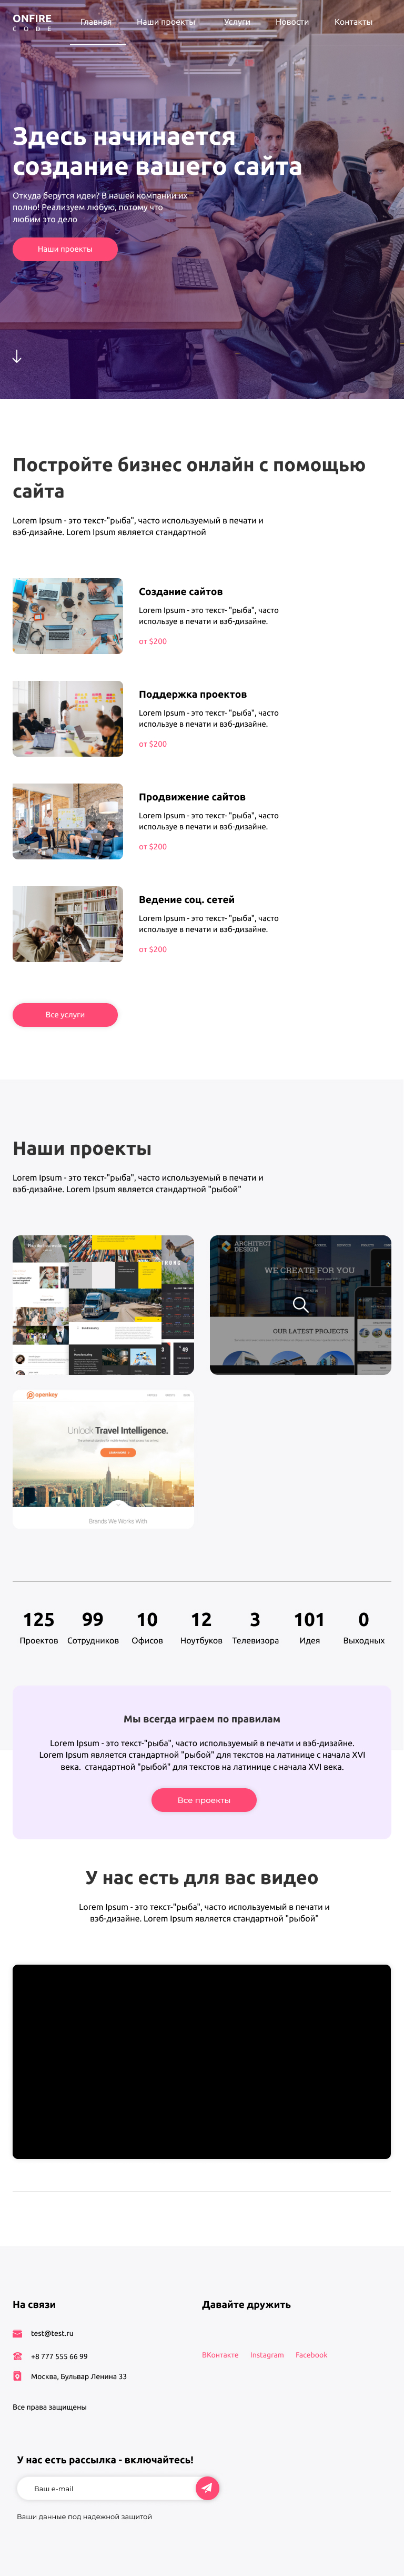 ONFIRE
CODE
Главная Наши проекты Услуги Новости Контакты
Здесь начинается
создание вашего сайта
Откуда берутся идеи? В нашей компании их
полно! Реализуем любую, потому что
любим это дело
Наши проекты
Постройте бизнес онлайн с помощью
сайта
Lorem Ipsum - это текст-"рыба", часто используемый в печати и
вэб-дизайне. Lorem Ipsum является стандартной
Создание сайтов
Lorem Ipsum - это текст- "рыба", часто
используе в печати и вэб-дизайне.
от $200
Поддержка проектов
Lorem Ipsum - это текст- "рыба", часто
используе в печати и вэб-дизайне.
от $200
Продвижение сайтов
Lorem Ipsum - это текст- "рыба", часто
используе в печати и вэб-дизайне.
от $200
Ведение соц. сетей
Lorem Ipsum - это текст- "рыба", часто
используе в печати и вэб-дизайне.
от $200
Все услуги
Наши проекты
Lorem Ipsum - это текст-"рыба", часто используемый в печати и
вэб-дизайне. Lorem Ipsum является стандартной "рыбой"
ARCHITECT
DESIGN
WE CREATE FOR YOU
OUR LATEST PROJECTS
openkey
Unlock Travel Intelligence.
Brands We Works With
125 99 10 12 3 101 0
Проектов Сотрудников Офисов Ноутбуков Телевизора Идея Выходных
Мы всегда играем по правилам
Lorem Ipsum - это текст-"рыба", часто используемый в печати и вэб-дизайне.
Lorem Ipsum является стандартной "рыбой" для текстов на латинице с начала XVI
века. стандартной "рыбой" для текстов на латинице с начала XVI века.
Все проекты
У нас есть для вас видео
Lorem Ipsum - это текст-"рыба", часто используемый в печати и
вэб-дизайне. Lorem Ipsum является стандартной "рыбой"
На связи
test@test.ru
+8 777 555 66 99
Москва, Бульвар Ленина 33
Все права защищены
Давайте дружить
ВКонтакте Instagram Facebook
У нас есть рассылка - включайтесь!
Ваш e-mail
Ваши данные под надежной защитой